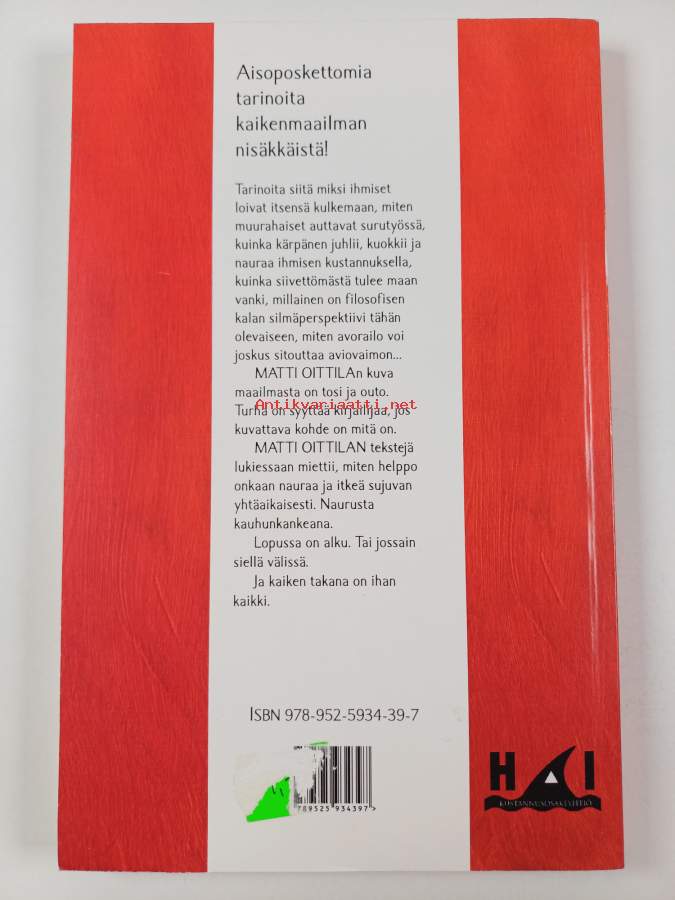 Aisoposkettomia
tarinoita
kaikenmaailman
nisäkkäistä!
Tarinoita siitä miksi ihmiset
loivat itsensä kulkemaan, miten
muurahaiset auttavat surutyössä,
kuinka kärpänen juhlii, kuokkii ja
nauraa ihmisen kustannuksella,
kuinka siivettömästä tulee maan
vanki, millainen on filosofisen
kalan silmäperspektiivi tähän
olevaiseen, miten avorailo voi
joskus sitouttaa aviovaimon...
MATTI OITTILAn kuva
maailmasta on tosi ja outo.
Antikvariaatti.net
Turha on syyttää kirjailijaa, jos
kuvattava kohde on mitä on.
MATTI OITTILAN tekstejä
lukiessaan miettii, miten helppo
onkaan nauraa ja itkeä sujuvan
yhtäaikaisesti. Naurusta
kauhunkankeana.
Lopussa on alku. Tai jossain
siellä välissä.
Ja kaiken takana on ihan
kaikki.
ISBN 978-952-5934-39-7
789525 934397>
HAI
KUSTANNUSOSAKEYHTIÖ